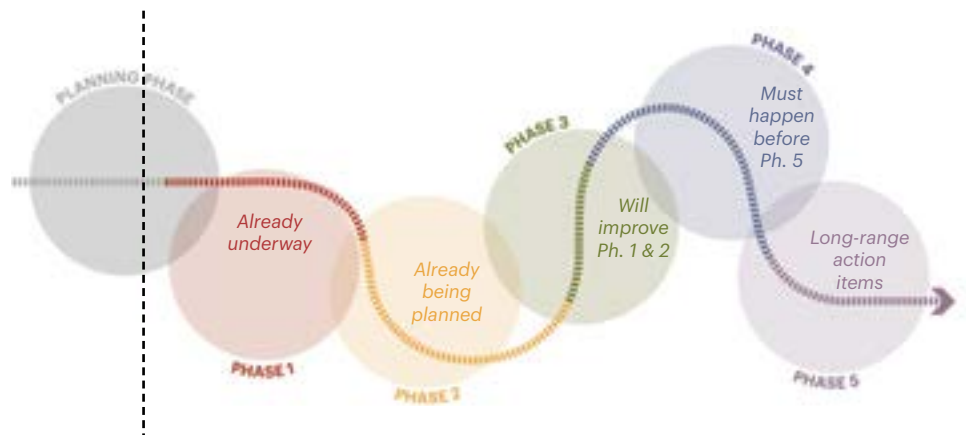 PLANNING PHASE
Already
underway
PHASE 1
Already
being
planned
PHASE 2
PHASE 3
Will
improve
Ph. 1 & 2
PHASE 4
Must
happen
before
Ph. 5
Long-range
action
items
PHASE 5